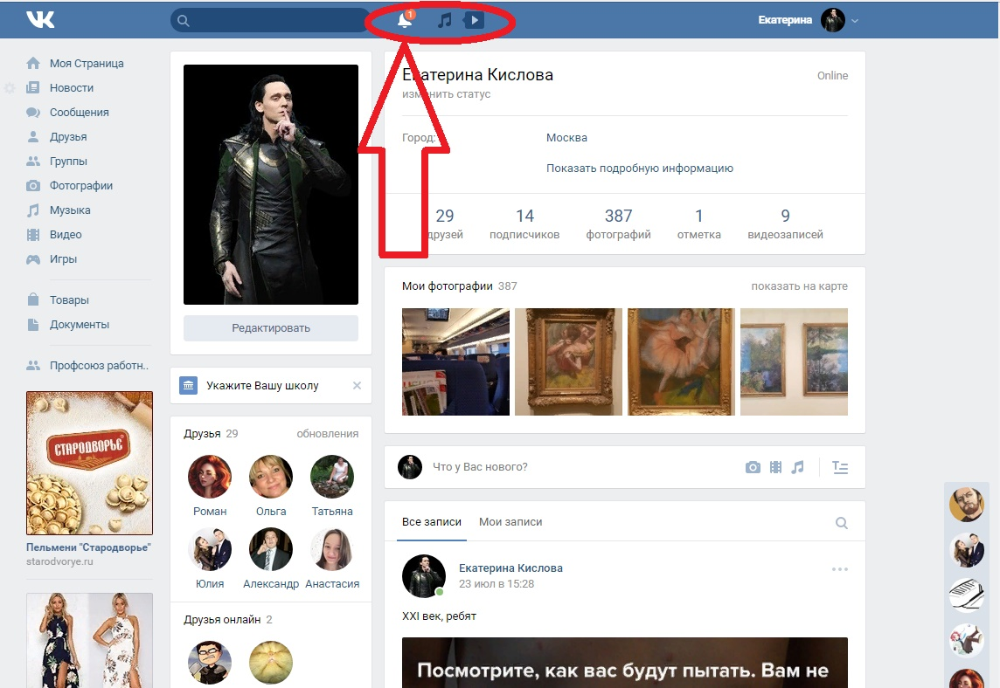 Екатерина
1
Моя Страница
Новости
Сообщения
Друзья
Группы
Фотографии
Музыка
Видео
Игры
Товары
Документы
Профсоюз работн..
СТАРОДВОРЬЕ
Пельмени "Стародворье"
starodvorye.ru
Редактировать
Укажите Вашу школу
Друзья 29 обновления
Роман Ольга Татьяна
Юлия Александр Анастасия
Друзья онлайн 2
Екатерина Кислова Online
изменить статус
Город: Москва
Показать подробную информацию
29 14 387 1 9
друзей подписчиков фотографий отметка видеозаписей
Мои фотографии 387 показать на карте
Что у Вас нового?
Все записи Мои записи
Екатерина Кислова
23 июл в 15:28
XXI век, ребят
Посмотрите, как вас будут пытать. Вам не